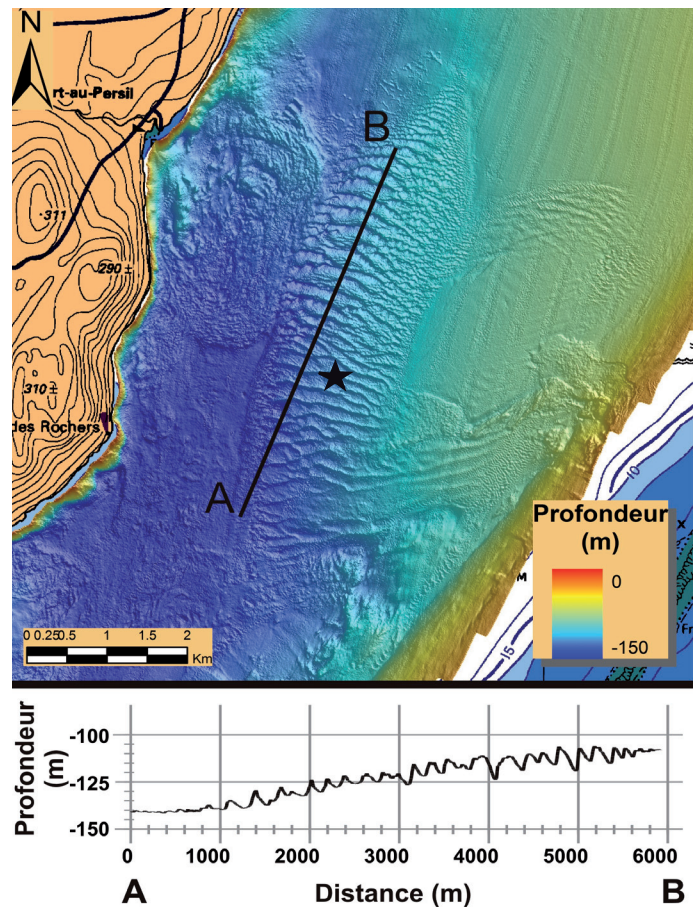 N
rt-au-Persil
311
290 ±
310 ±
des Rochers
B
A
Profondeur
(m)
0
-150
0 0.25 0.5 1 1.5 2
Km
10
15
M
X
Fr
Profondeur
(m)
-100
-125
-150
0 1000 2000 3000 4000 5000 6000
A Distance (m) B